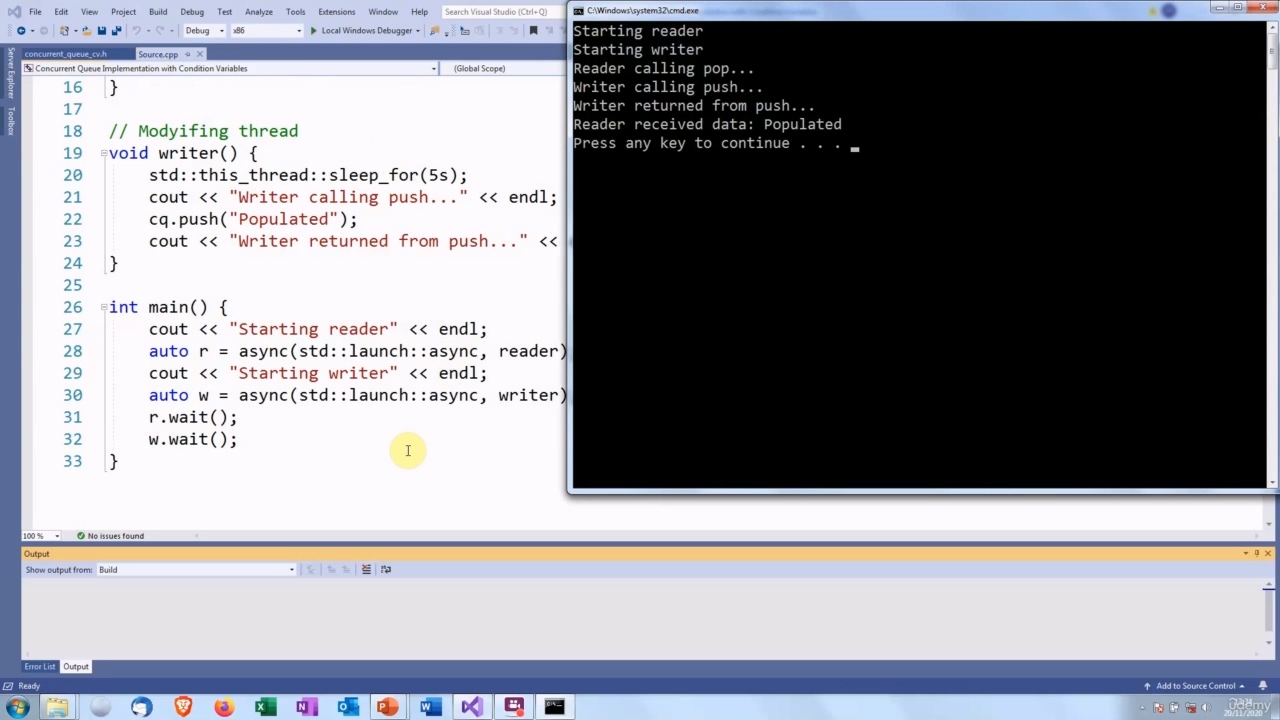 File Edit View Project Build Debug Test Analyze Tools Extensions Window Help Search Visual Studio (Ctrl+Q)
Debug x86 Local Windows Debugger
concurrent_queue_cv.h Source.cpp
Concurrent Queue Implementation with Condition Variables (Global Scope)
Server Explorer
Toolbox
16 }
17
18 // Modyifing thread
19 void writer() {
20 std::this_thread::sleep_for(5s);
21 cout << "Writer calling push..." << endl;
22 cq.push("Populated");
23 cout << "Writer returned from push..." <<
24 }
25
26 int main() {
27 cout << "Starting reader" << endl;
28 auto r = async(std::launch::async, reader)
29 cout << "Starting writer" << endl;
30 auto w = async(std::launch::async, writer)
31 r.wait();
32 w.wait();
33 }
C:\Windows\system32\cmd.exe
Starting reader
Starting writer
Reader calling pop...
Writer calling push...
Writer returned from push...
Reader received data: Populated
Press any key to continue . . .
100 % No issues found
Output
Show output from: Build
Error List Output
Ready Add to Source Control
20/11/2020
udemy